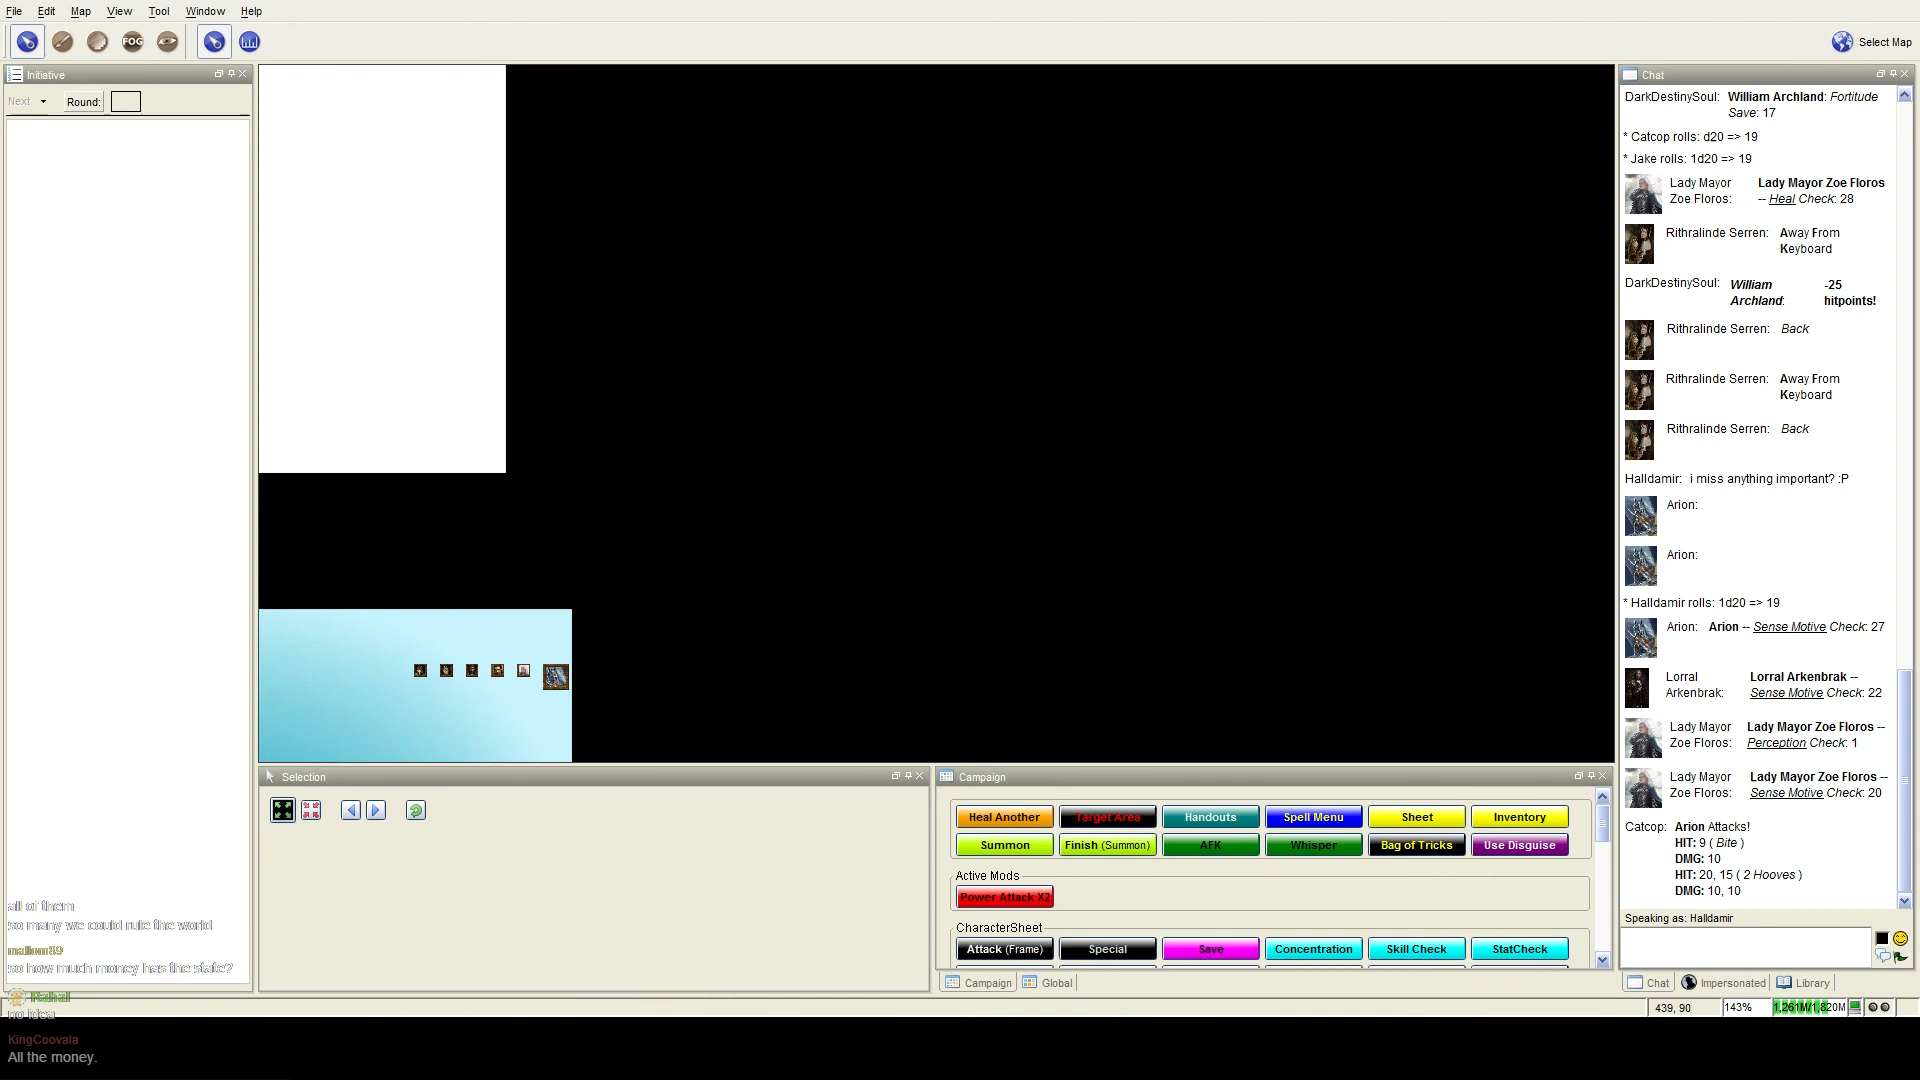 File Edit Map View Tool Window Help
FOG
Select Map
Initiative
Next
Round:
Chat
DarkDestinySoul: William Archland: Fortitude
Save: 17
* Catcop rolls: d20 => 19
* Jake rolls: 1d20 => 19
Lady Mayor Lady Mayor Zoe Floros
Zoe Floros: -- Heal Check: 28
Rithralinde Serren: Away From
Keyboard
DarkDestinySoul: William -25
Archland: hitpoints!
Rithralinde Serren: Back
Rithralinde Serren: Away From
Keyboard
Rithralinde Serren: Back
Halldamir: i miss anything important? :P
Arion:
Arion:
* Halldamir rolls: 1d20 => 19
Arion: Arion -- Sense Motive Check: 27
Lorral Lorral Arkenbrak --
Arkenbrak: Sense Motive Check: 22
Lady Mayor Lady Mayor Zoe Floros --
Zoe Floros: Perception Check: 1
Lady Mayor Lady Mayor Zoe Floros --
Zoe Floros: Sense Motive Check: 20
Catcop: Arion Attacks!
HIT: 9 ( Bite )
DMG: 10
HIT: 20, 15 ( 2 Hooves )
DMG: 10, 10
Speaking as: Halldamir
Chat Impersonated Library
Selection
Campaign
Heal Another Target Area Handouts Spell Menu Sheet Inventory
Summon Finish (Summon) AFK Whisper Bag of Tricks Use Disguise
Active Mods
Power Attack X2
CharacterSheet
Attack (Frame) Special Save Concentration Skill Check StatCheck
Campaign Global
439, 90 143% 1,261M/1,820M
all of them
so many we could rule the world
mallom89
so how much money has the state?
Rahal
no idea
KingCoovala
All the money.